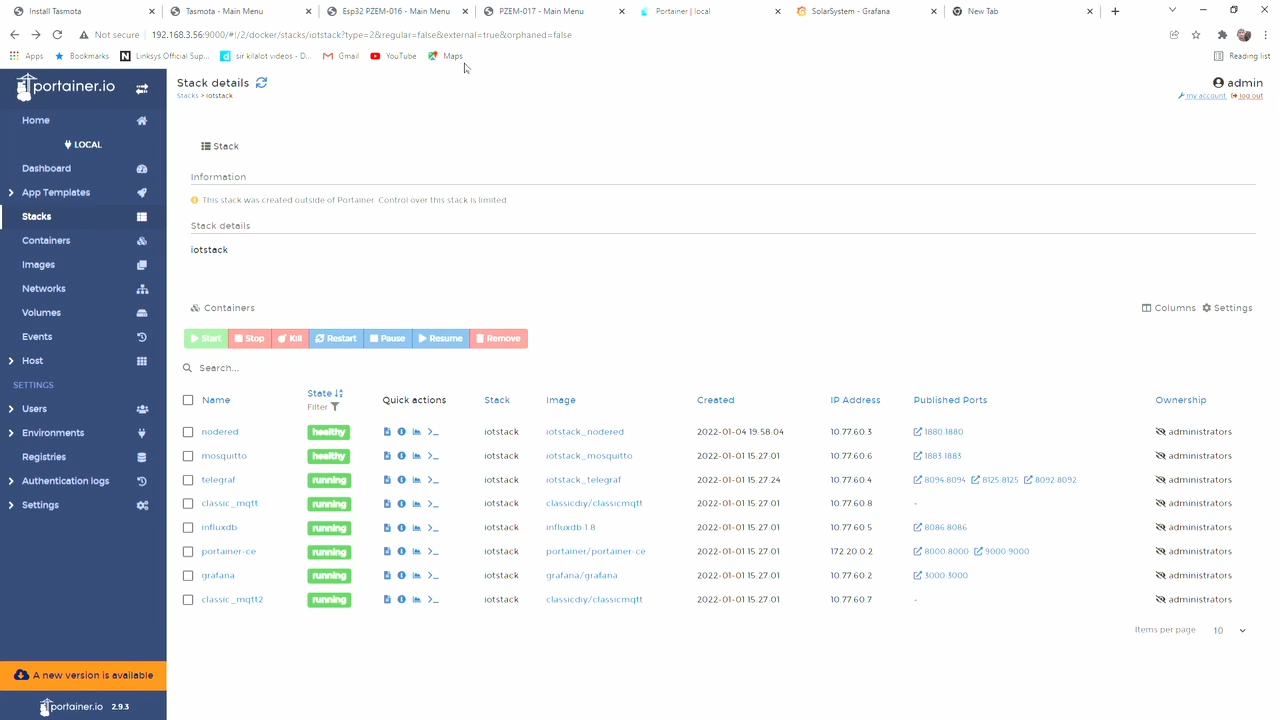 Install Tasmota
Tasmota - Main Menu
Esp32 PZEM-016 - Main Menu
PZEM-017 - Main Menu
Portainer | local
SolarSystem - Grafana
New Tab
Not secure | 192.168.3.56:9000/#!/2/docker/stacks/iotstack?type=2&regular=false&external=true&orphaned=false
Apps Bookmarks Linksys Official Sup... sir kilalot videos - D... Gmail YouTube Maps Reading list
portainer.io
Home
LOCAL
Dashboard
App Templates
Stacks
Containers
Images
Networks
Volumes
Events
Host
SETTINGS
Users
Environments
Registries
Authentication logs
Settings
A new version is available
portainer.io 2.9.3
Stack details
Stacks > iotstack
admin
my account log out
Stack
Information
This stack was created outside of Portainer. Control over this stack is limited.
Stack details
iotstack
Containers
Columns Settings
Start Stop Kill Restart Pause Resume Remove
Search...
Name State Filter Quick actions Stack Image Created IP Address Published Ports Ownership
nodered healthy iotstack iotstack_nodered 2022-01-04 19:58:04 10.77.60.3 1880:1880 administrators
mosquitto healthy iotstack iotstack_mosquitto 2022-01-01 15:27:01 10.77.60.6 1883:1883 administrators
telegraf running iotstack iotstack_telegraf 2022-01-01 15:27:24 10.77.60.4 8094:8094 8125:8125 8092:8092 administrators
classic_mqtt running iotstack classicdiy/classicmqtt 2022-01-01 15:27:01 10.77.60.8 - administrators
influxdb running iotstack influxdb:1.8 2022-01-01 15:27:01 10.77.60.5 8086:8086 administrators
portainer-ce running iotstack portainer/portainer-ce 2022-01-01 15:27:01 172.20.0.2 8000:8000 9000:9000 administrators
grafana running iotstack grafana/grafana 2022-01-01 15:27:01 10.77.60.2 3000:3000 administrators
classic_mqtt2 running iotstack classicdiy/classicmqtt 2022-01-01 15:27:01 10.77.60.7 - administrators
Items per page 10